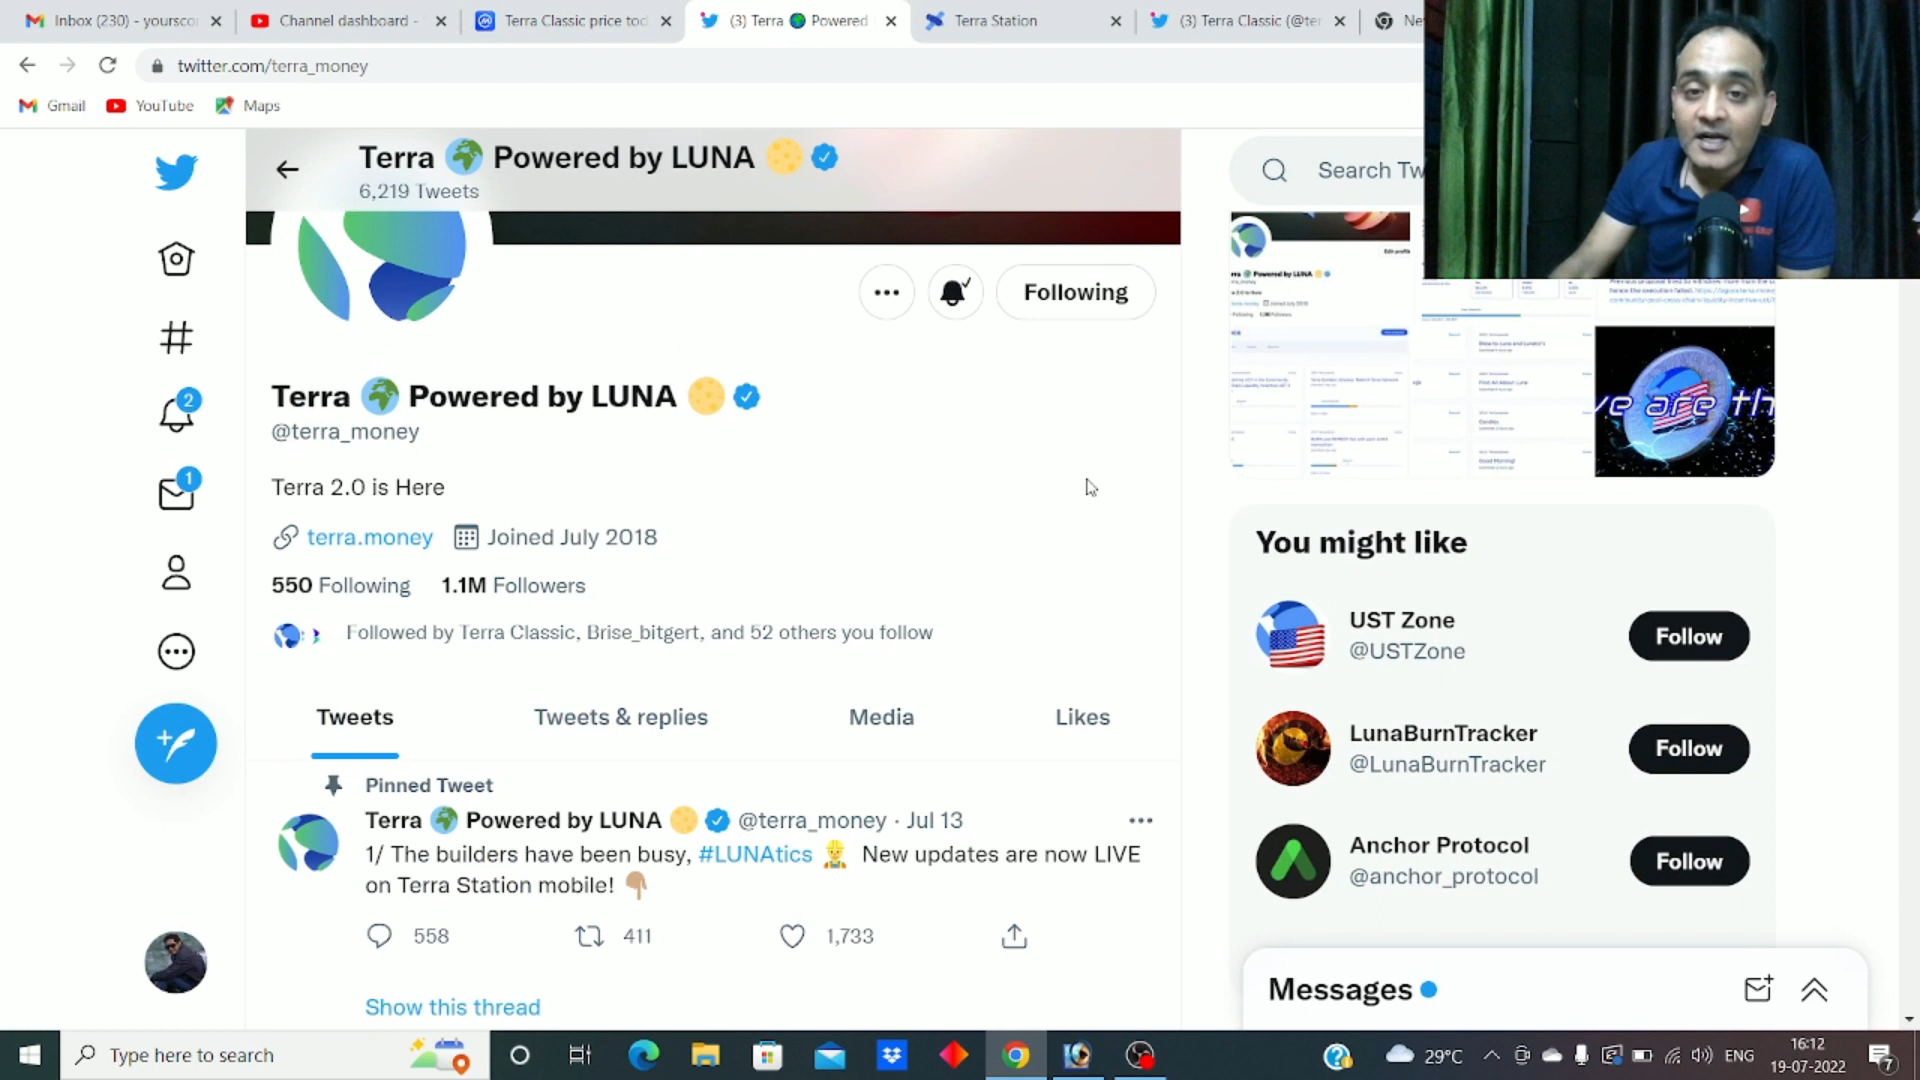 Inbox (230) - yourscor
Channel dashboard -
Terra Classic price tod
(3) Terra 🌍 Powered
Terra Station
(3) Terra Classic (@ter
twitter.com/terra_money
Gmail
YouTube
Maps
Terra 🌍 Powered by LUNA 🌕
6,219 Tweets
Search Tw
Following
Terra 🌍 Powered by LUNA 🌕
@terra_money
Terra 2.0 is Here
terra.money
Joined July 2018
550 Following
1.1M Followers
Followed by Terra Classic, Brise_bitgert, and 52 others you follow
Tweets
Tweets & replies
Media
Likes
Pinned Tweet
Terra 🌍 Powered by LUNA 🌕 @terra_money · Jul 13
1/ The builders have been busy, #LUNAtics 👷 New updates are now LIVE
on Terra Station mobile! 👇🏽
558
411
1,733
Show this thread
2
1
You might like
UST Zone
@USTZone
Follow
LunaBurnTracker
@LunaBurnTracker
Follow
Anchor Protocol
@anchor_protocol
Follow
Messages
Type here to search
29°C
ENG
16:12
19-07-2022
7